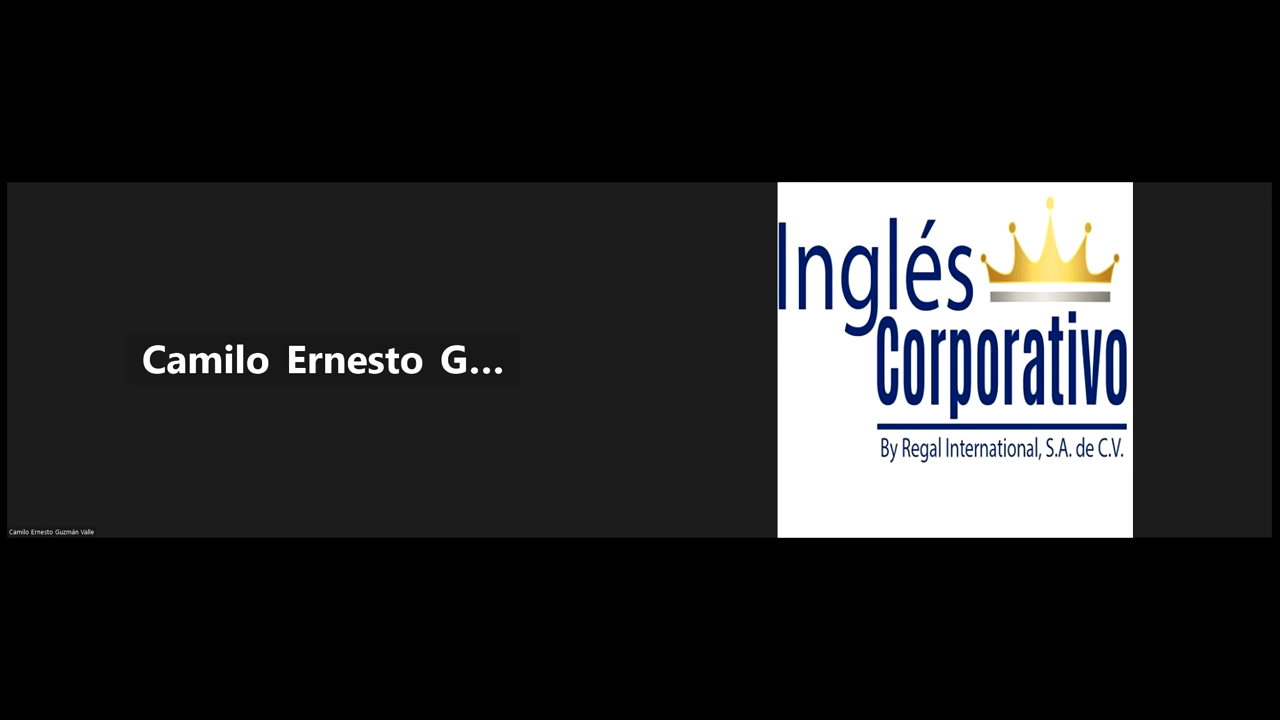 Camilo Ernesto G...
Camilo Ernesto Guzmán Valle
Inglés
Corporativo
By Regal International, S.A. de C.V.